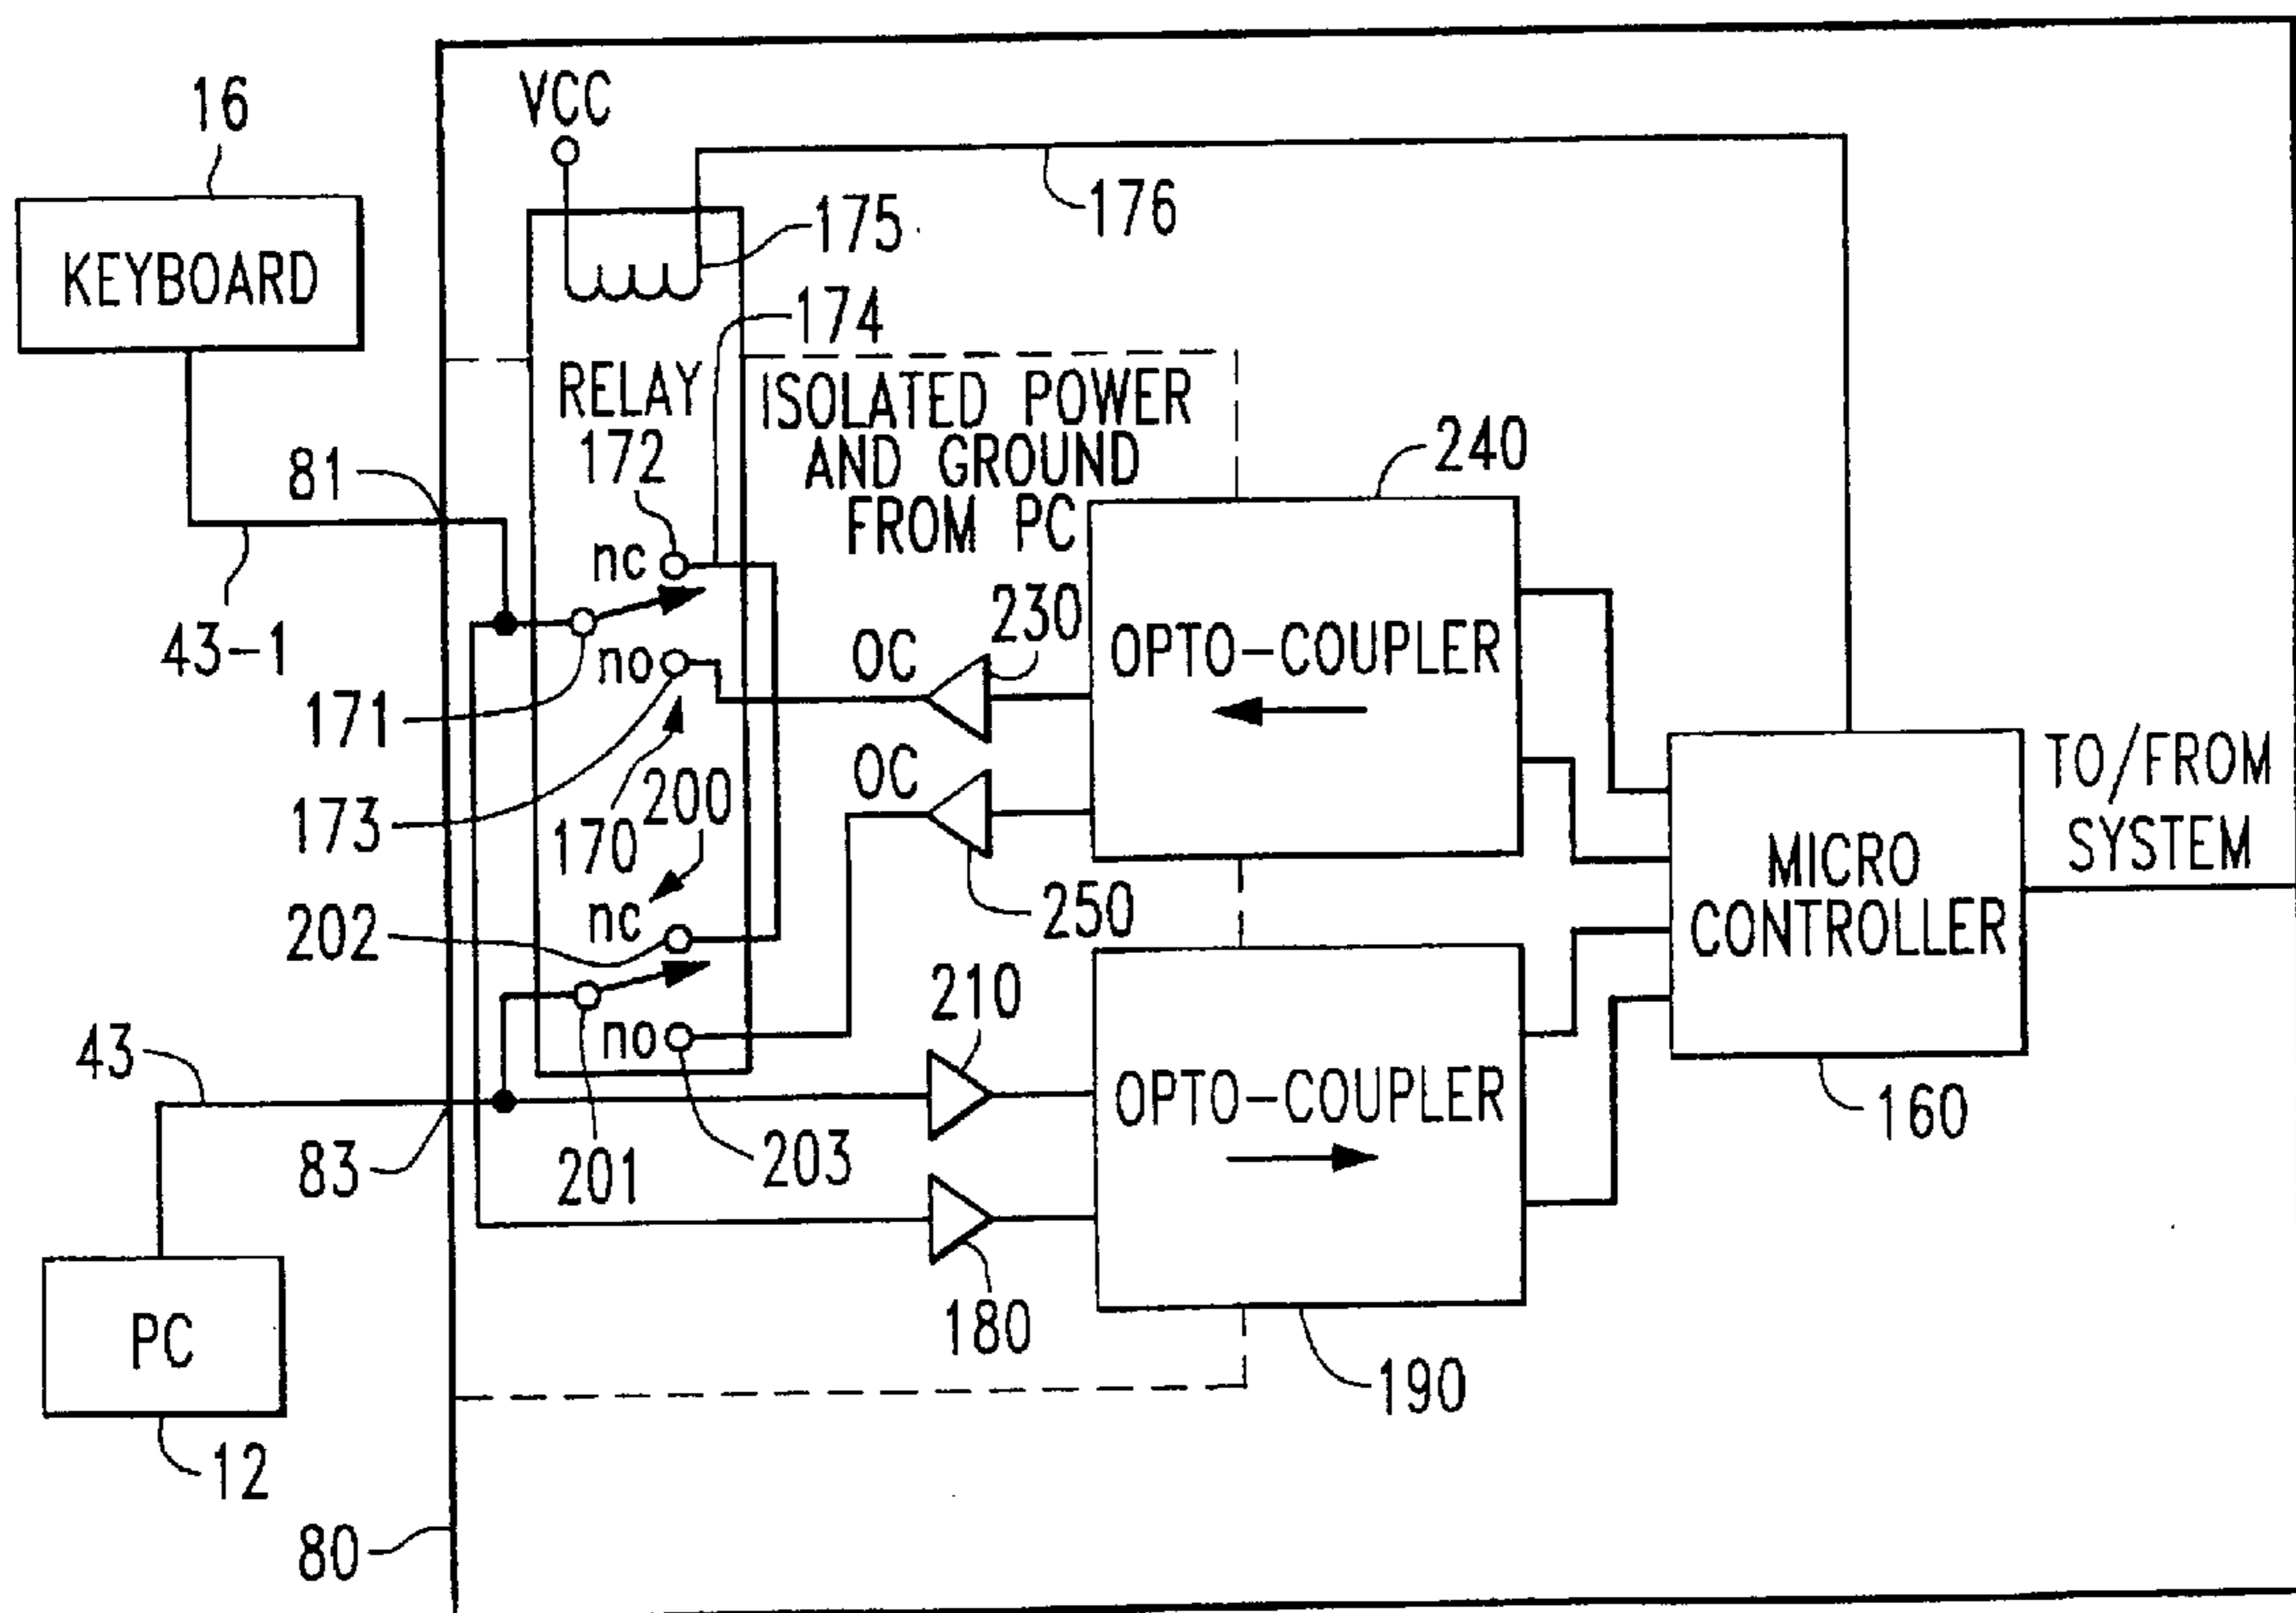 16
VCC
KEYBOARD
175
176
174
RELAY
172
ISOLATED POWER
AND GROUND
FROM PC
240
81
nc
230
OPTO-COUPLER
OC
43-1
no
171
OC
TO/FROM
SYSTEM
173
170
200
MICRO
CONTROLLER
250
nc
202
210
no
43
OPTO-COUPLER
160
83
201
203
180
PC
190
12
80